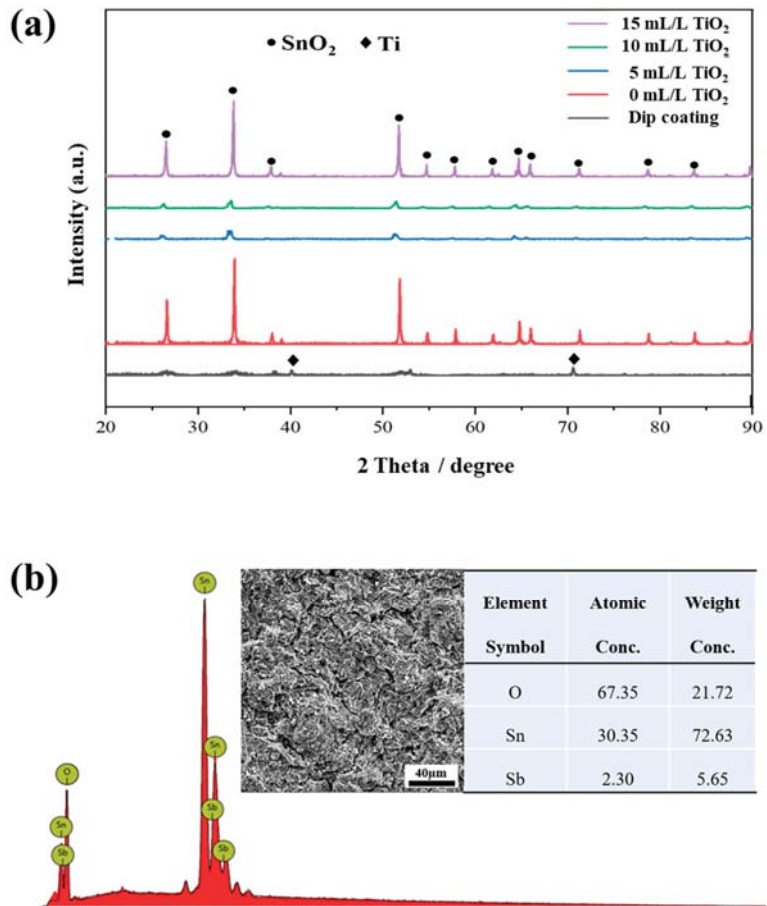 (a)
SnO₂ Ti
15 mL/L TiO₂
10 mL/L TiO₂
5 mL/L TiO₂
0 mL/L TiO₂
Dip coating
Intensity (a.u.)
20 30 40 50 60 70 80 90
2 Theta / degree
(b)
Sn
Sn
O
Sb
Sn
Sb
Sb
40μm
Element Symbol Atomic Conc. Weight Conc.
O 67.35 21.72
Sn 30.35 72.63
Sb 2.30 5.65